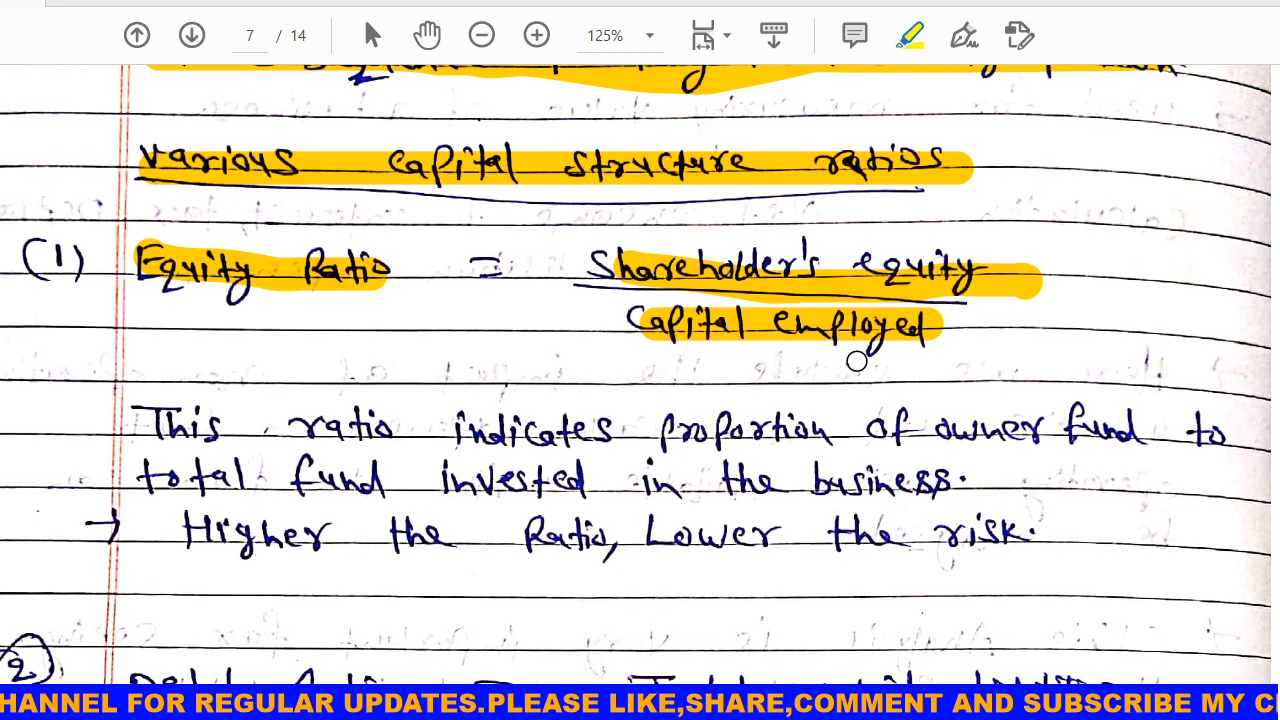 7 / 14 125%
Various Capital structure ratios
(1) Equity Ratio = Shareholder's equity
Capital employed
This ratio indicates proportion of owner fund to
total fund invested in the business.
→ Higher the Ratio, Lower the risk.
2.
HANNEL FOR REGULAR UPDATES.PLEASE LIKE,SHARE,COMMENT AND SUBSCRIBE MY C